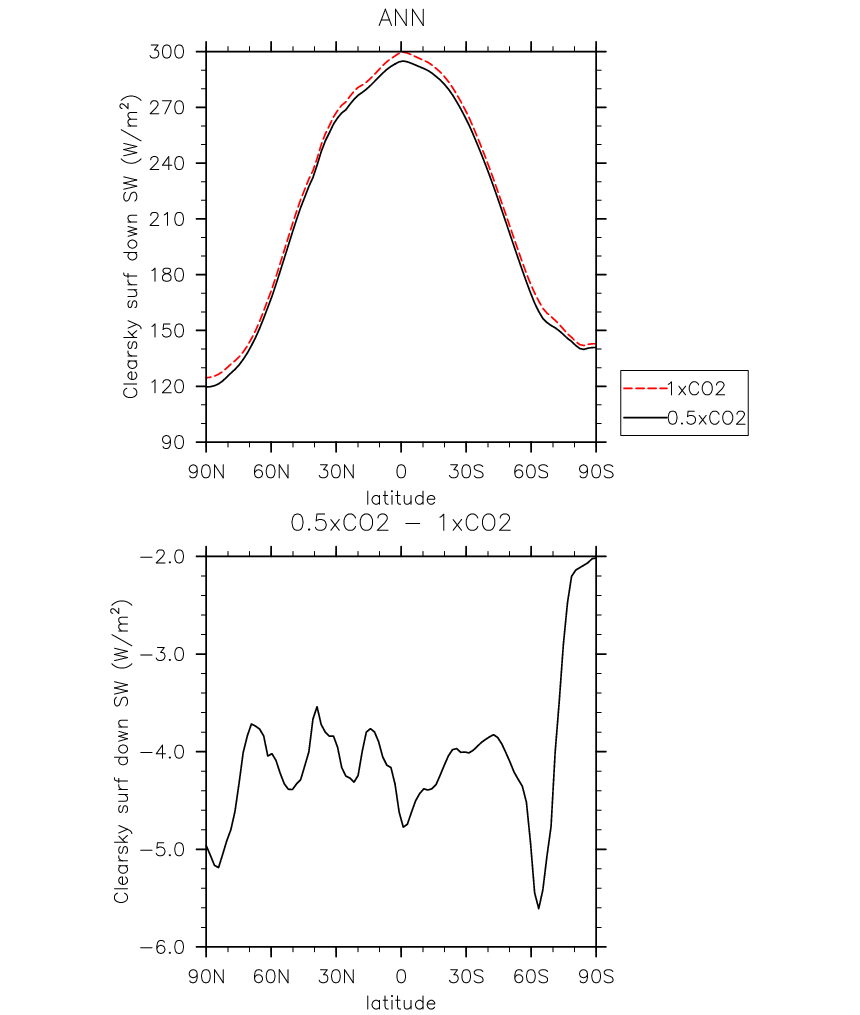 ANN
Clearsky surf down SW (W/m²)
300
270
240
210
180
150
120
90
90N 60N 30N 0 30S 60S 90S
latitude
1xCO2
0.5xCO2
0.5xCO2 − 1xCO2
Clearsky surf down SW (W/m²)
−2.0
−3.0
−4.0
−5.0
−6.0
90N 60N 30N 0 30S 60S 90S
latitude